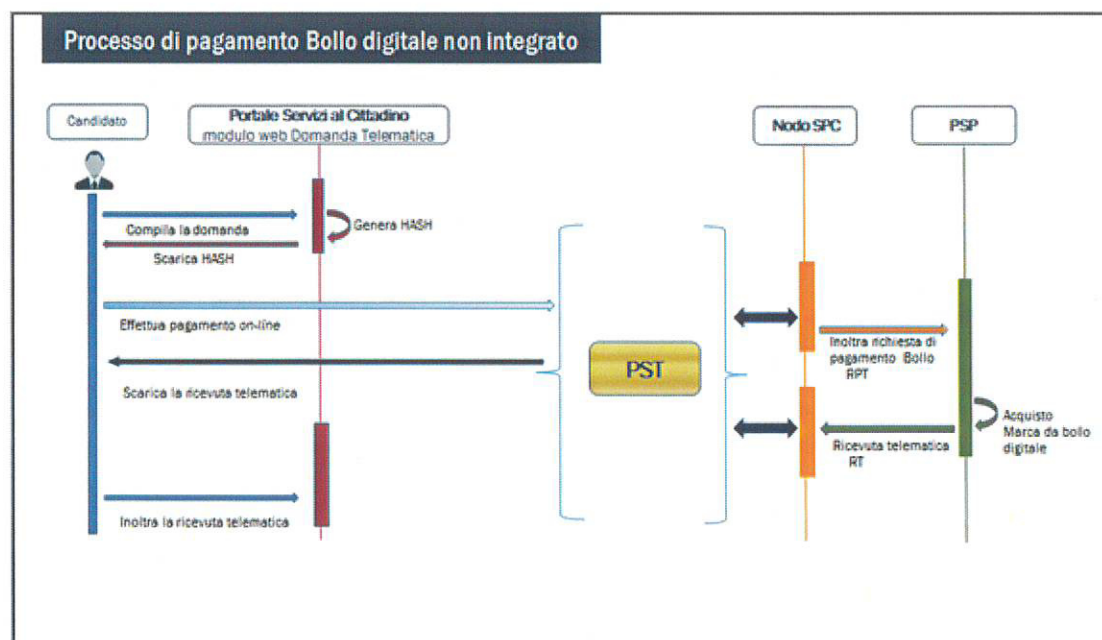 Processo di pagamento Bollo digitale non integrato
Candidato
Portale Servizi al Cittadino
modulo web Domanda Telematica
Nodo SPC
PSP
Compila la domanda
Genera HASH
Scarica HASH
Effettua pagamento on-line
Inoltra richiesta di
pagamento Bollo
RPT
PST
Scarica la ricevuta telematica
Acquisto
Marca da bollo
digitale
Ricevuta telematica
RT
Inoltra la ricevuta telematica